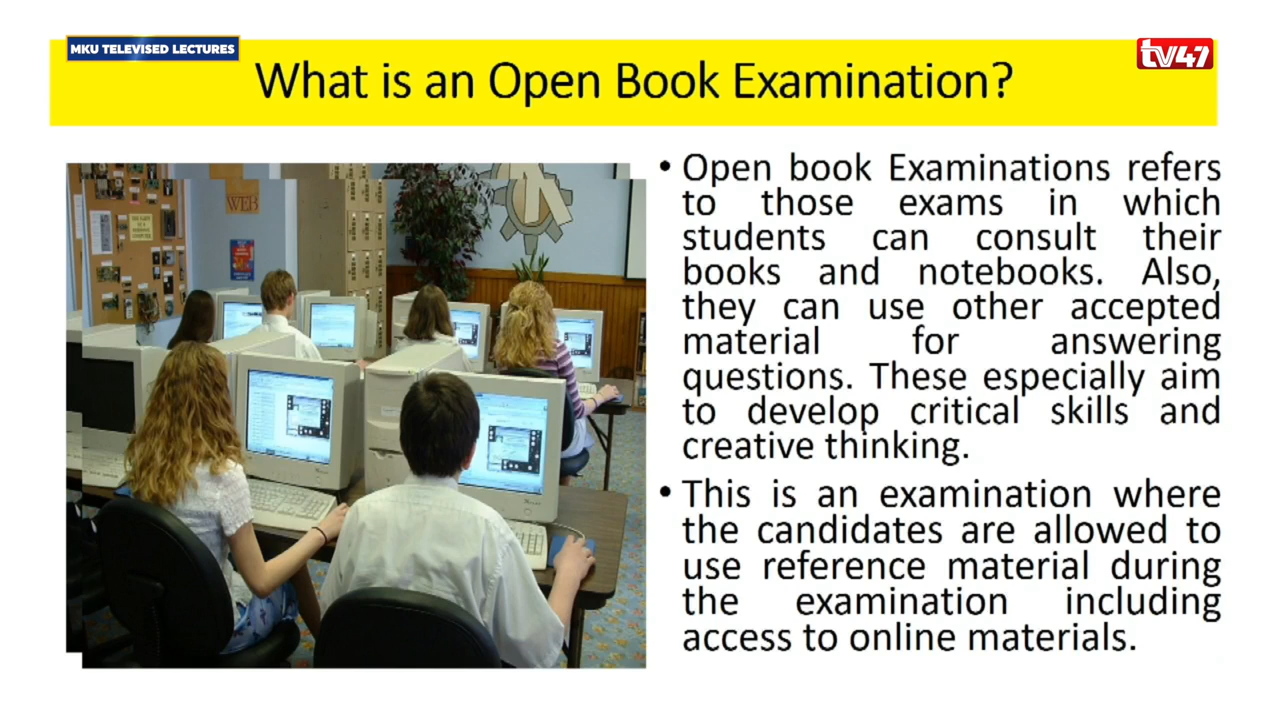 MKU TELEVISED LECTURES
tv47
What is an Open Book Examination?
WEB
• Open book Examinations refers
to those exams in which
students can consult their
books and notebooks. Also,
they can use other accepted
material for answering
questions. These especially aim
to develop critical skills and
creative thinking.
• This is an examination where
the candidates are allowed to
use reference material during
the examination including
access to online materials.